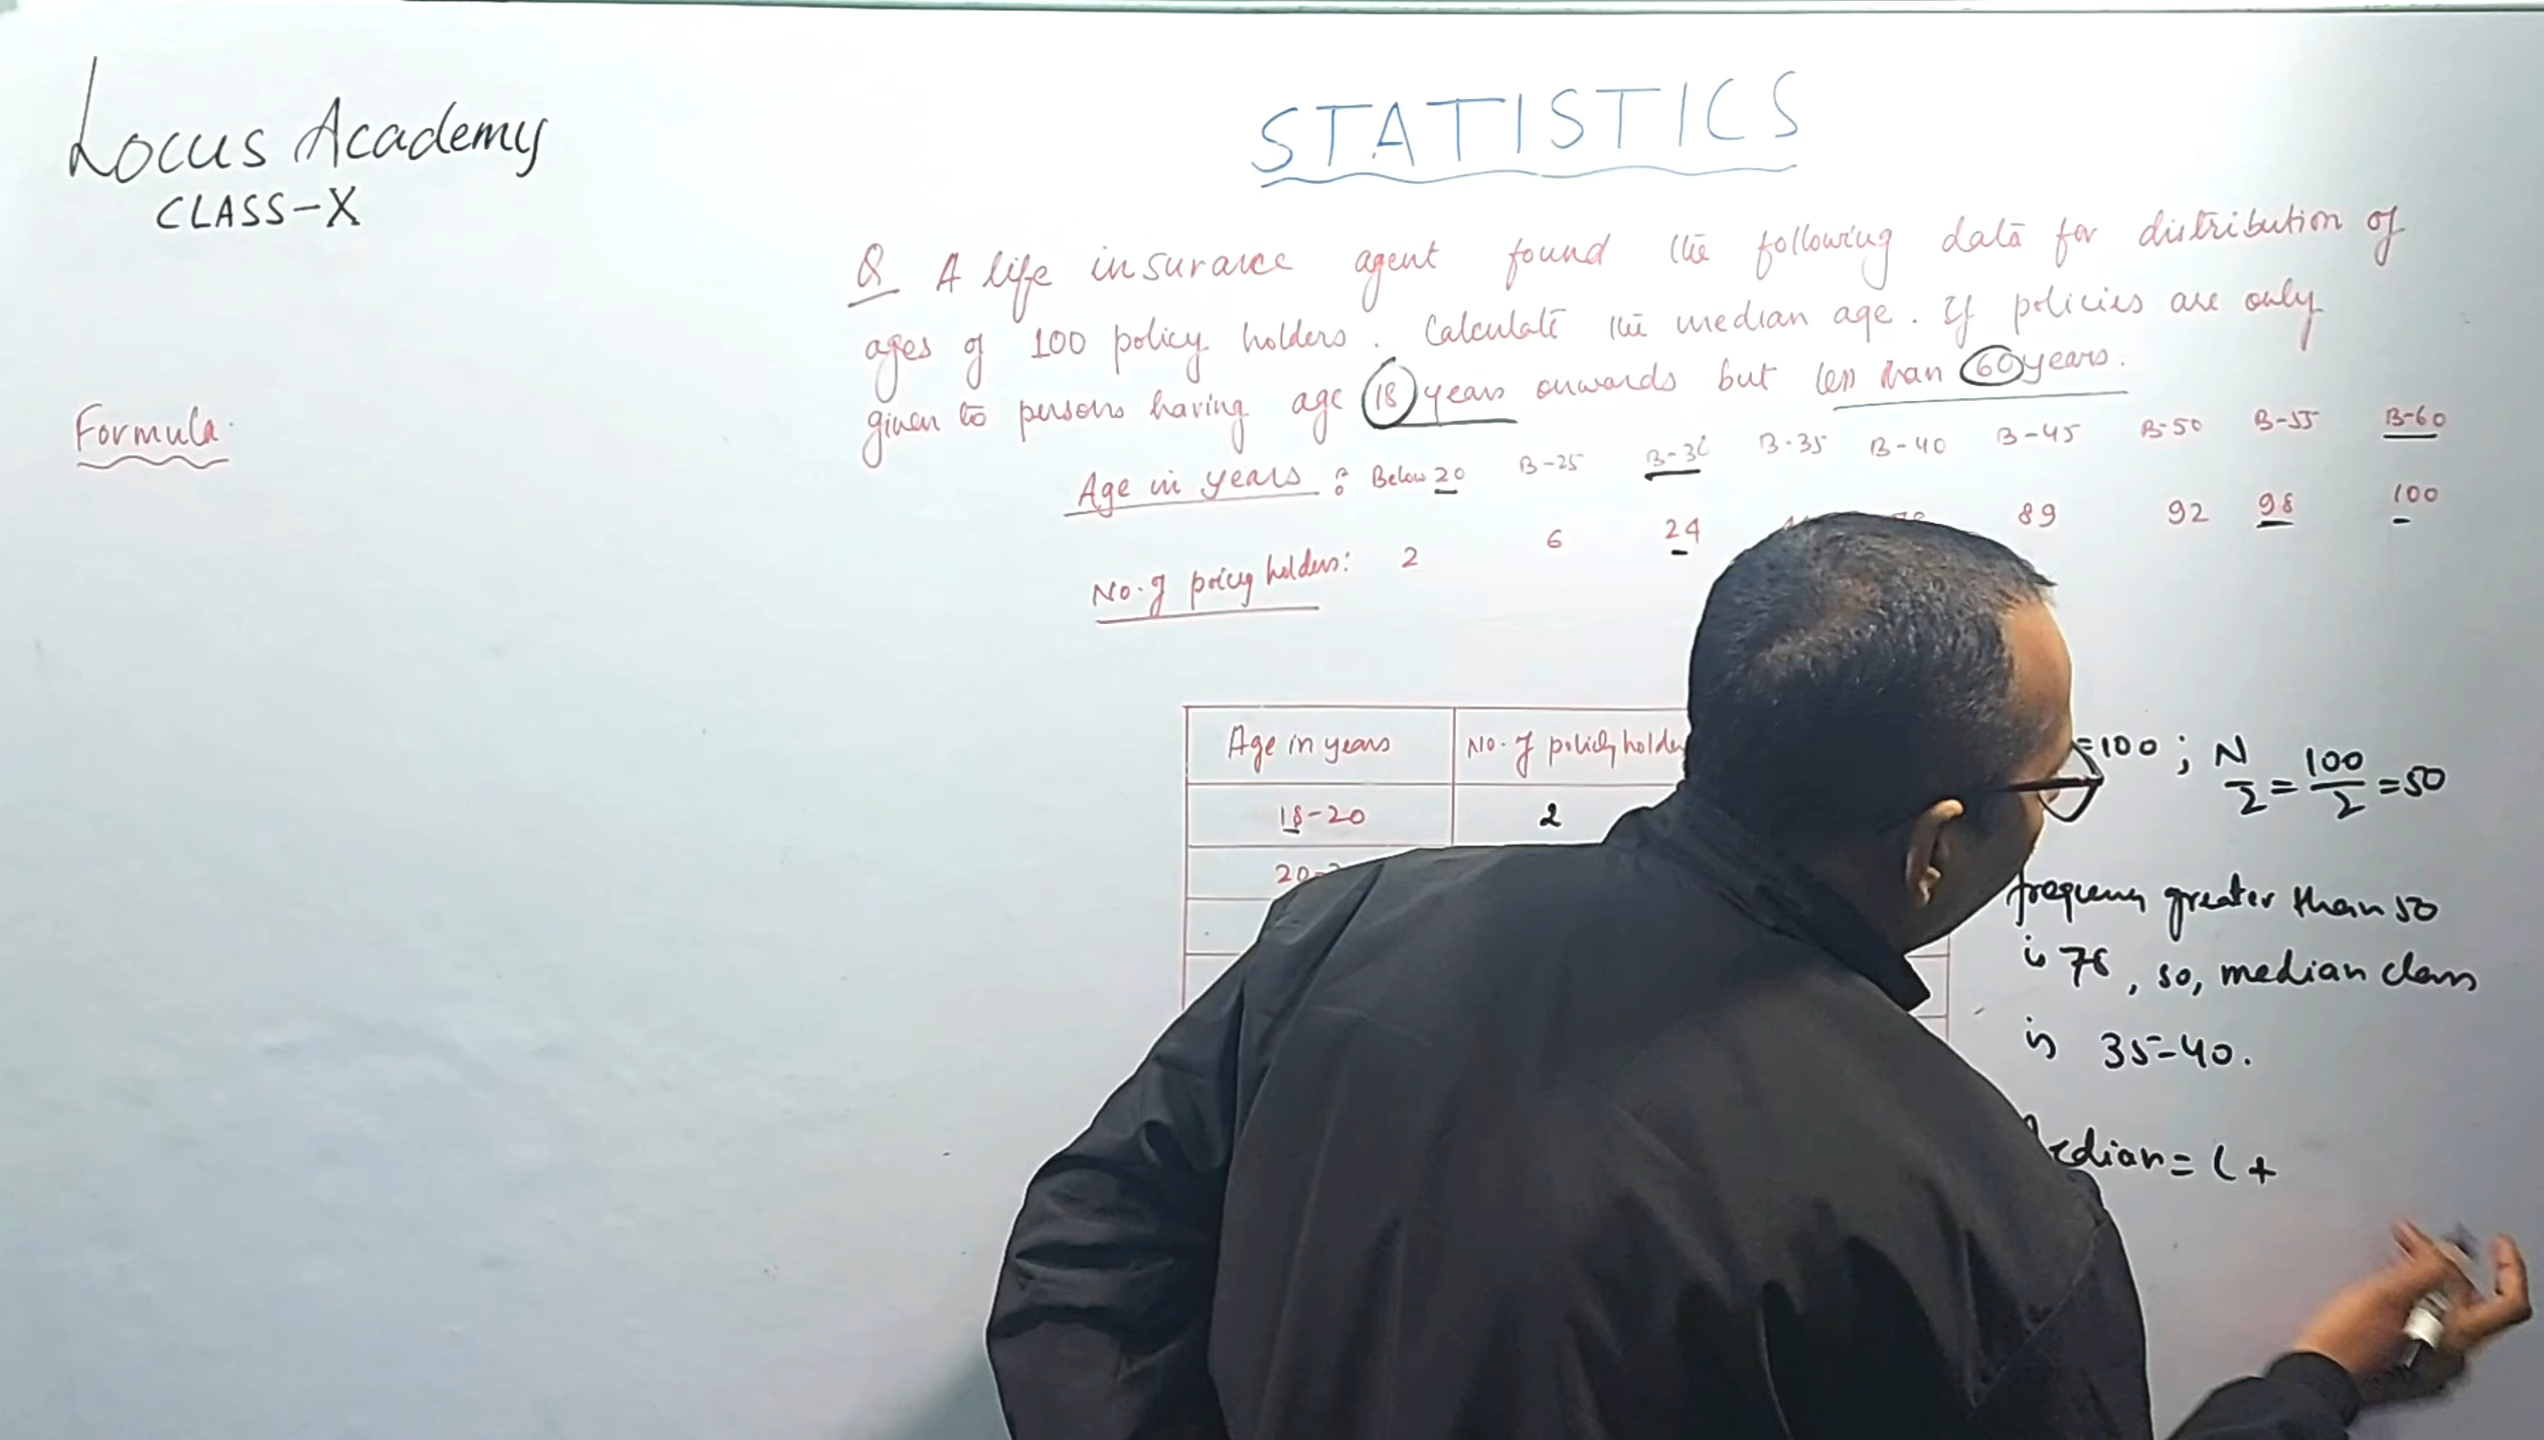 Locus Academy
CLASS-X
STATISTICS
Q A life insurance agent found the following data for distribution of
ages of 100 policy holders. Calculate the median age. If policies are only
given to persons having age 18 years onwards but less than 60 years.
Formula.
Age in years : Below 20 B-25 B-30 B-35 B-40 B-45 B-50 B-55 B-60
No. of policy holders: 2 6 24 89 92 98 100
Age in years No. of policy
18-20 2
20-
=100 ; N/2 = 100/2 = 50
frequency greater than 50
is 78, so, median class
is 35-40.
= l +